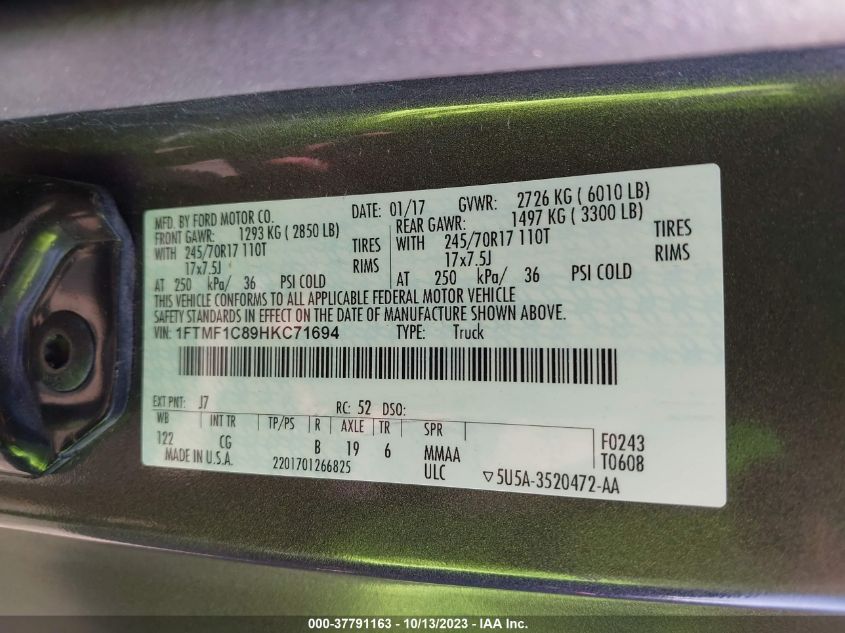 MFD. BY FORD MOTOR CO.
DATE: 01/17 GVWR: 2726 KG ( 6010 LB)
FRONT GAWR: 1293 KG ( 2850 LB) REAR GAWR: 1497 KG ( 3300 LB)
WITH 245/70R17 110T TIRES WITH 245/70R17 110T TIRES
17x7.5J RIMS 17x7.5J RIMS
AT 250 kPa/ 36 PSI COLD AT 250 kPa/ 36 PSI COLD
THIS VEHICLE CONFORMS TO ALL APPLICABLE FEDERAL MOTOR VEHICLE
SAFETY STANDARDS IN EFFECT ON THE DATE OF MANUFACTURE SHOWN ABOVE.
VIN: 1FTMF1C89HKC71694 TYPE: Truck
EXT PNT: J7 RC: 52 DSO:
WB INT TR TP/PS R AXLE TR SPR
122 CG B 19 6 MMAA F0243
MADE IN U.S.A. 2201701266825 ULC T0608
▽5U5A-3520472-AA
000-37791163 - 10/13/2023 - IAA Inc.